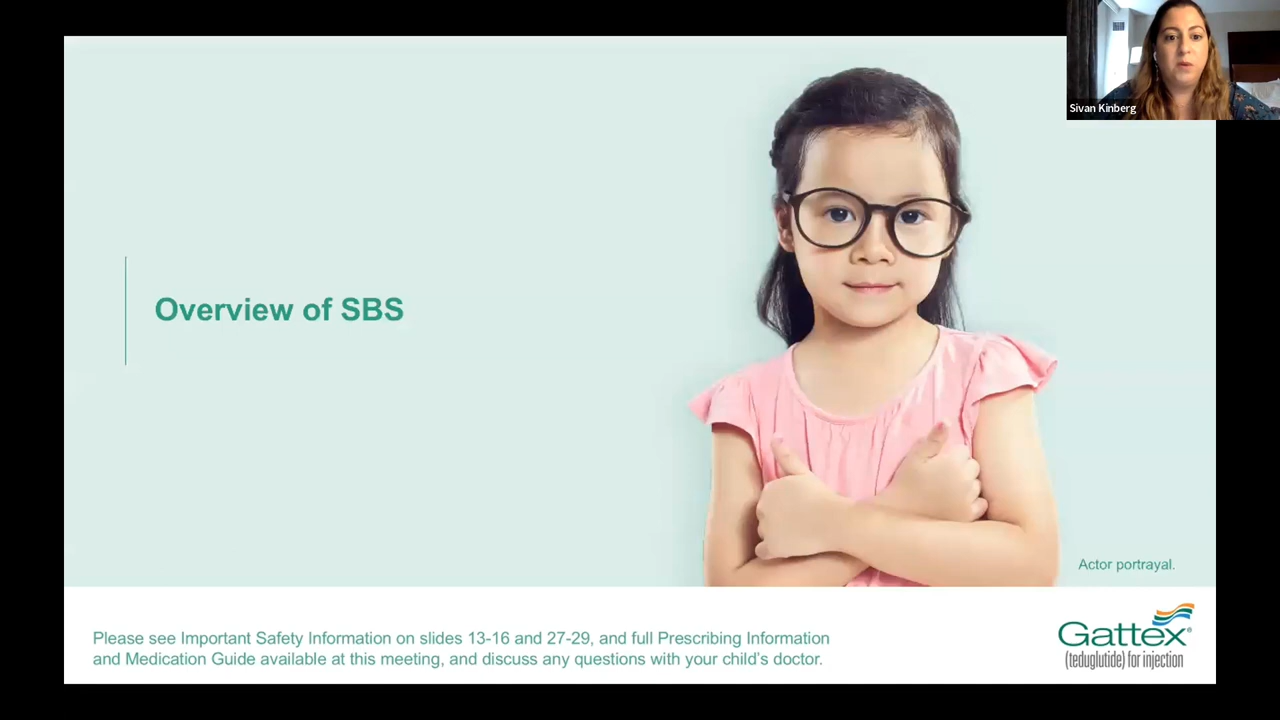 Sivan Kinberg
Overview of SBS
Actor portrayal.
Please see Important Safety Information on slides 13-16 and 27-29, and full Prescribing Information
and Medication Guide available at this meeting, and discuss any questions with your child's doctor.
Gattex®
(teduglutide) for injection